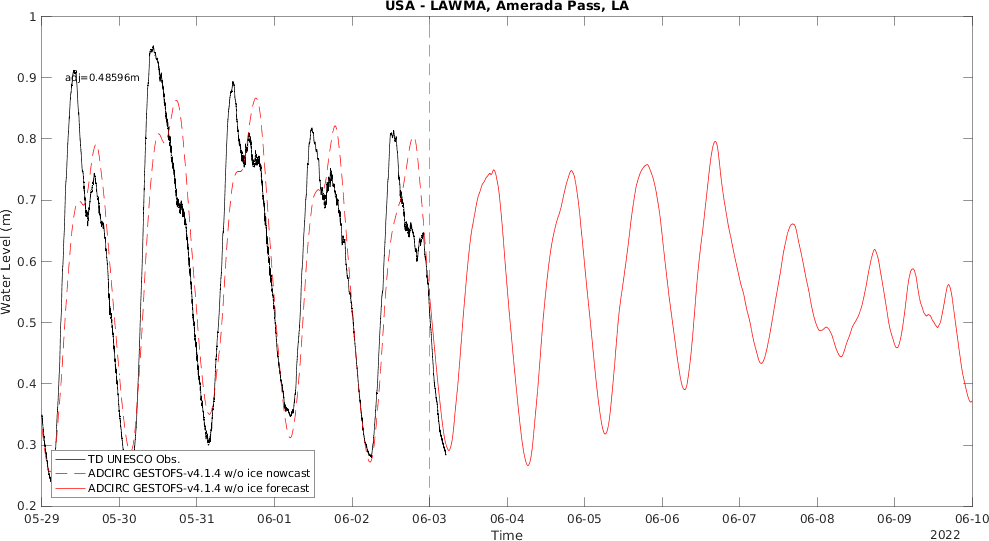 USA - LAWMA, Amerada Pass, LA
1
0.9
0.8
0.7
0.6
0.5
0.4
0.3
0.2
Water Level (m)
adj=0.48596m
TD UNESCO Obs.
ADCIRC GESTOFS-v4.1.4 w/o ice nowcast
ADCIRC GESTOFS-v4.1.4 w/o ice forecast
05-29 05-30 05-31 06-01 06-02 06-03 06-04 06-05 06-06 06-07 06-08 06-09 06-10
Time
2022